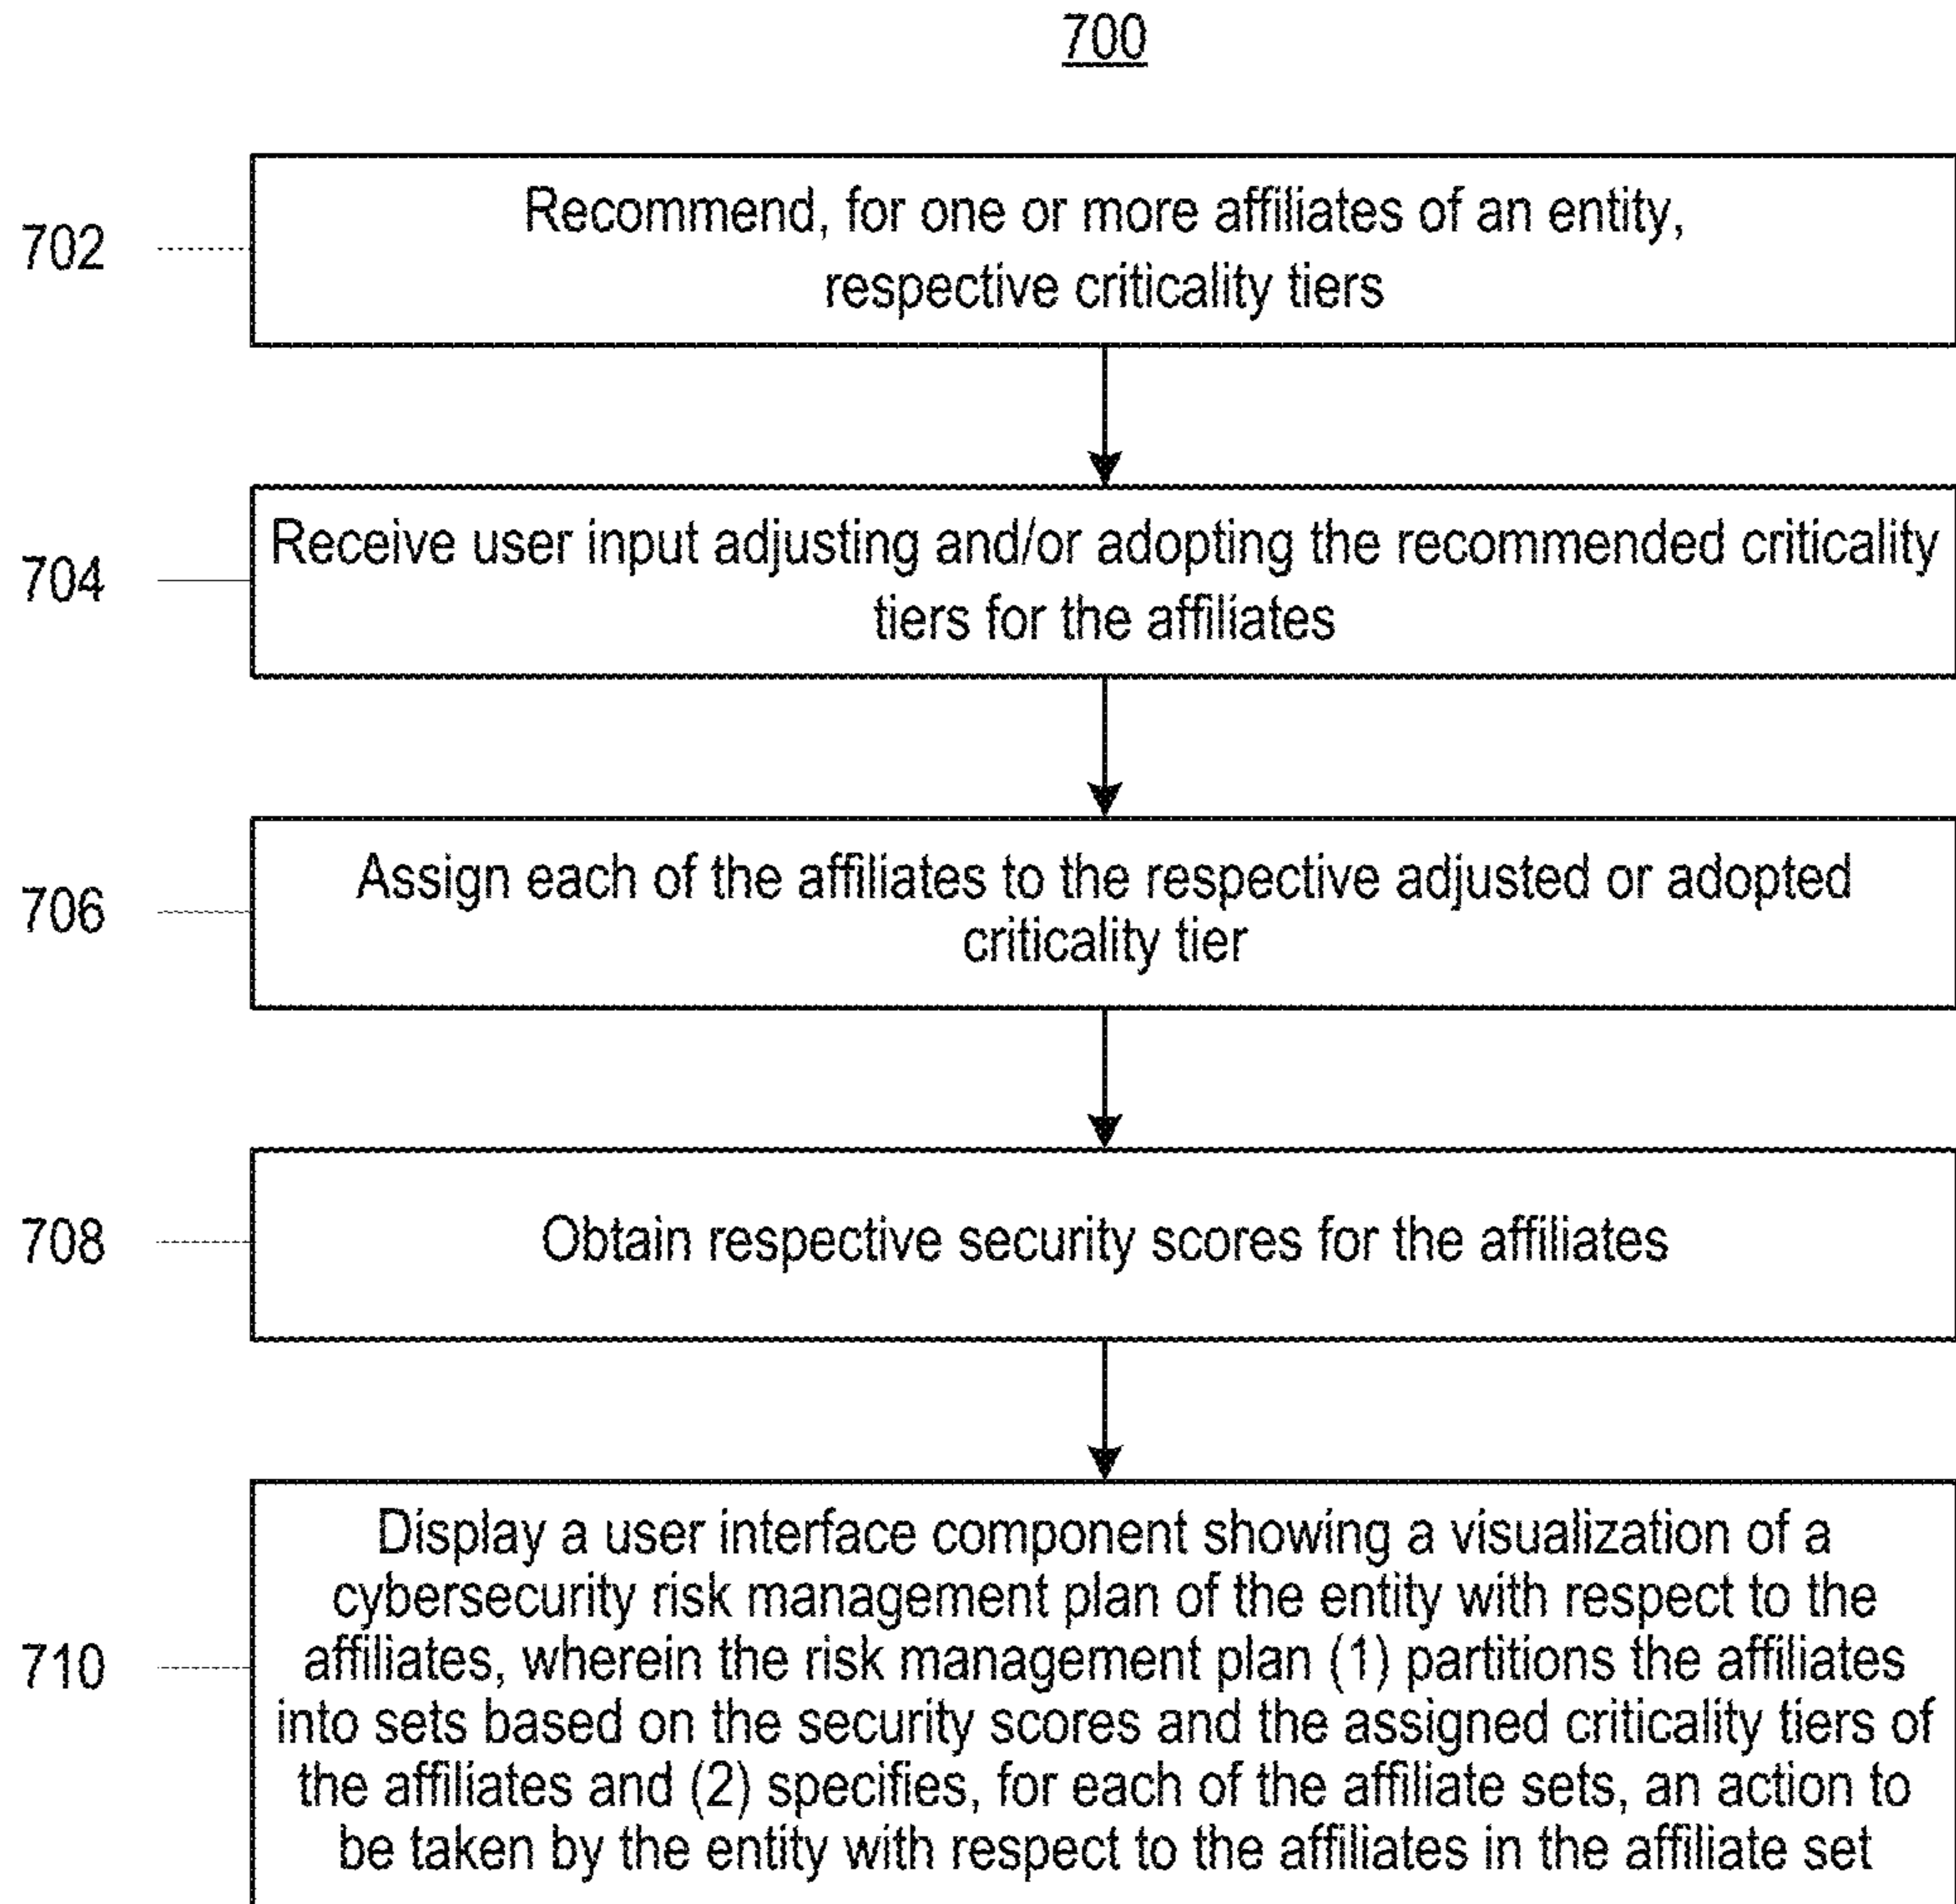 700
702
Recommend, for one or more affiliates of an entity,
respective criticality tiers
704
Receive user input adjusting and/or adopting the recommended criticality
tiers for the affiliates
706
Assign each of the affiliates to the respective adjusted or adopted
criticality tier
708
Obtain respective security scores for the affiliates
710
Display a user interface component showing a visualization of a
cybersecurity risk management plan of the entity with respect to the
affiliates, wherein the risk management plan (1) partitions the affiliates
into sets based on the security scores and the assigned criticality tiers of
the affiliates and (2) specifies, for each of the affiliate sets, an action to
be taken by the entity with respect to the affiliates in the affiliate set